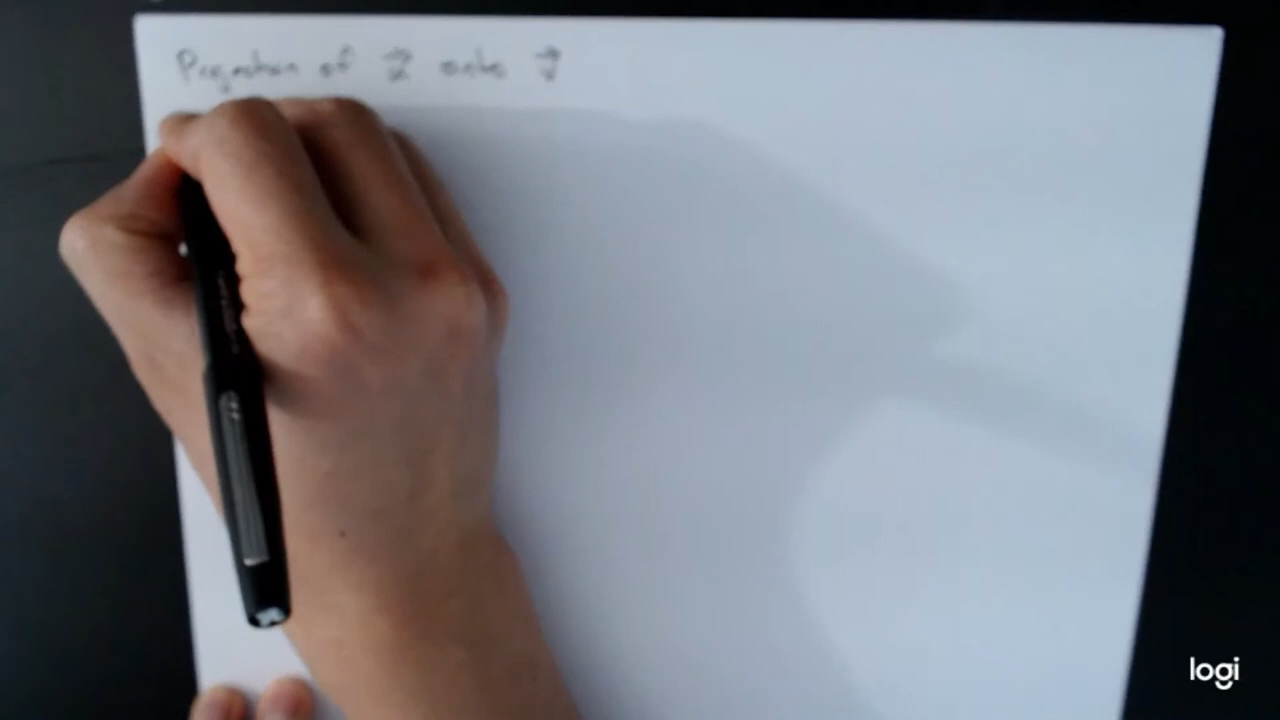 Projection of x⃗ onto v⃗
logi